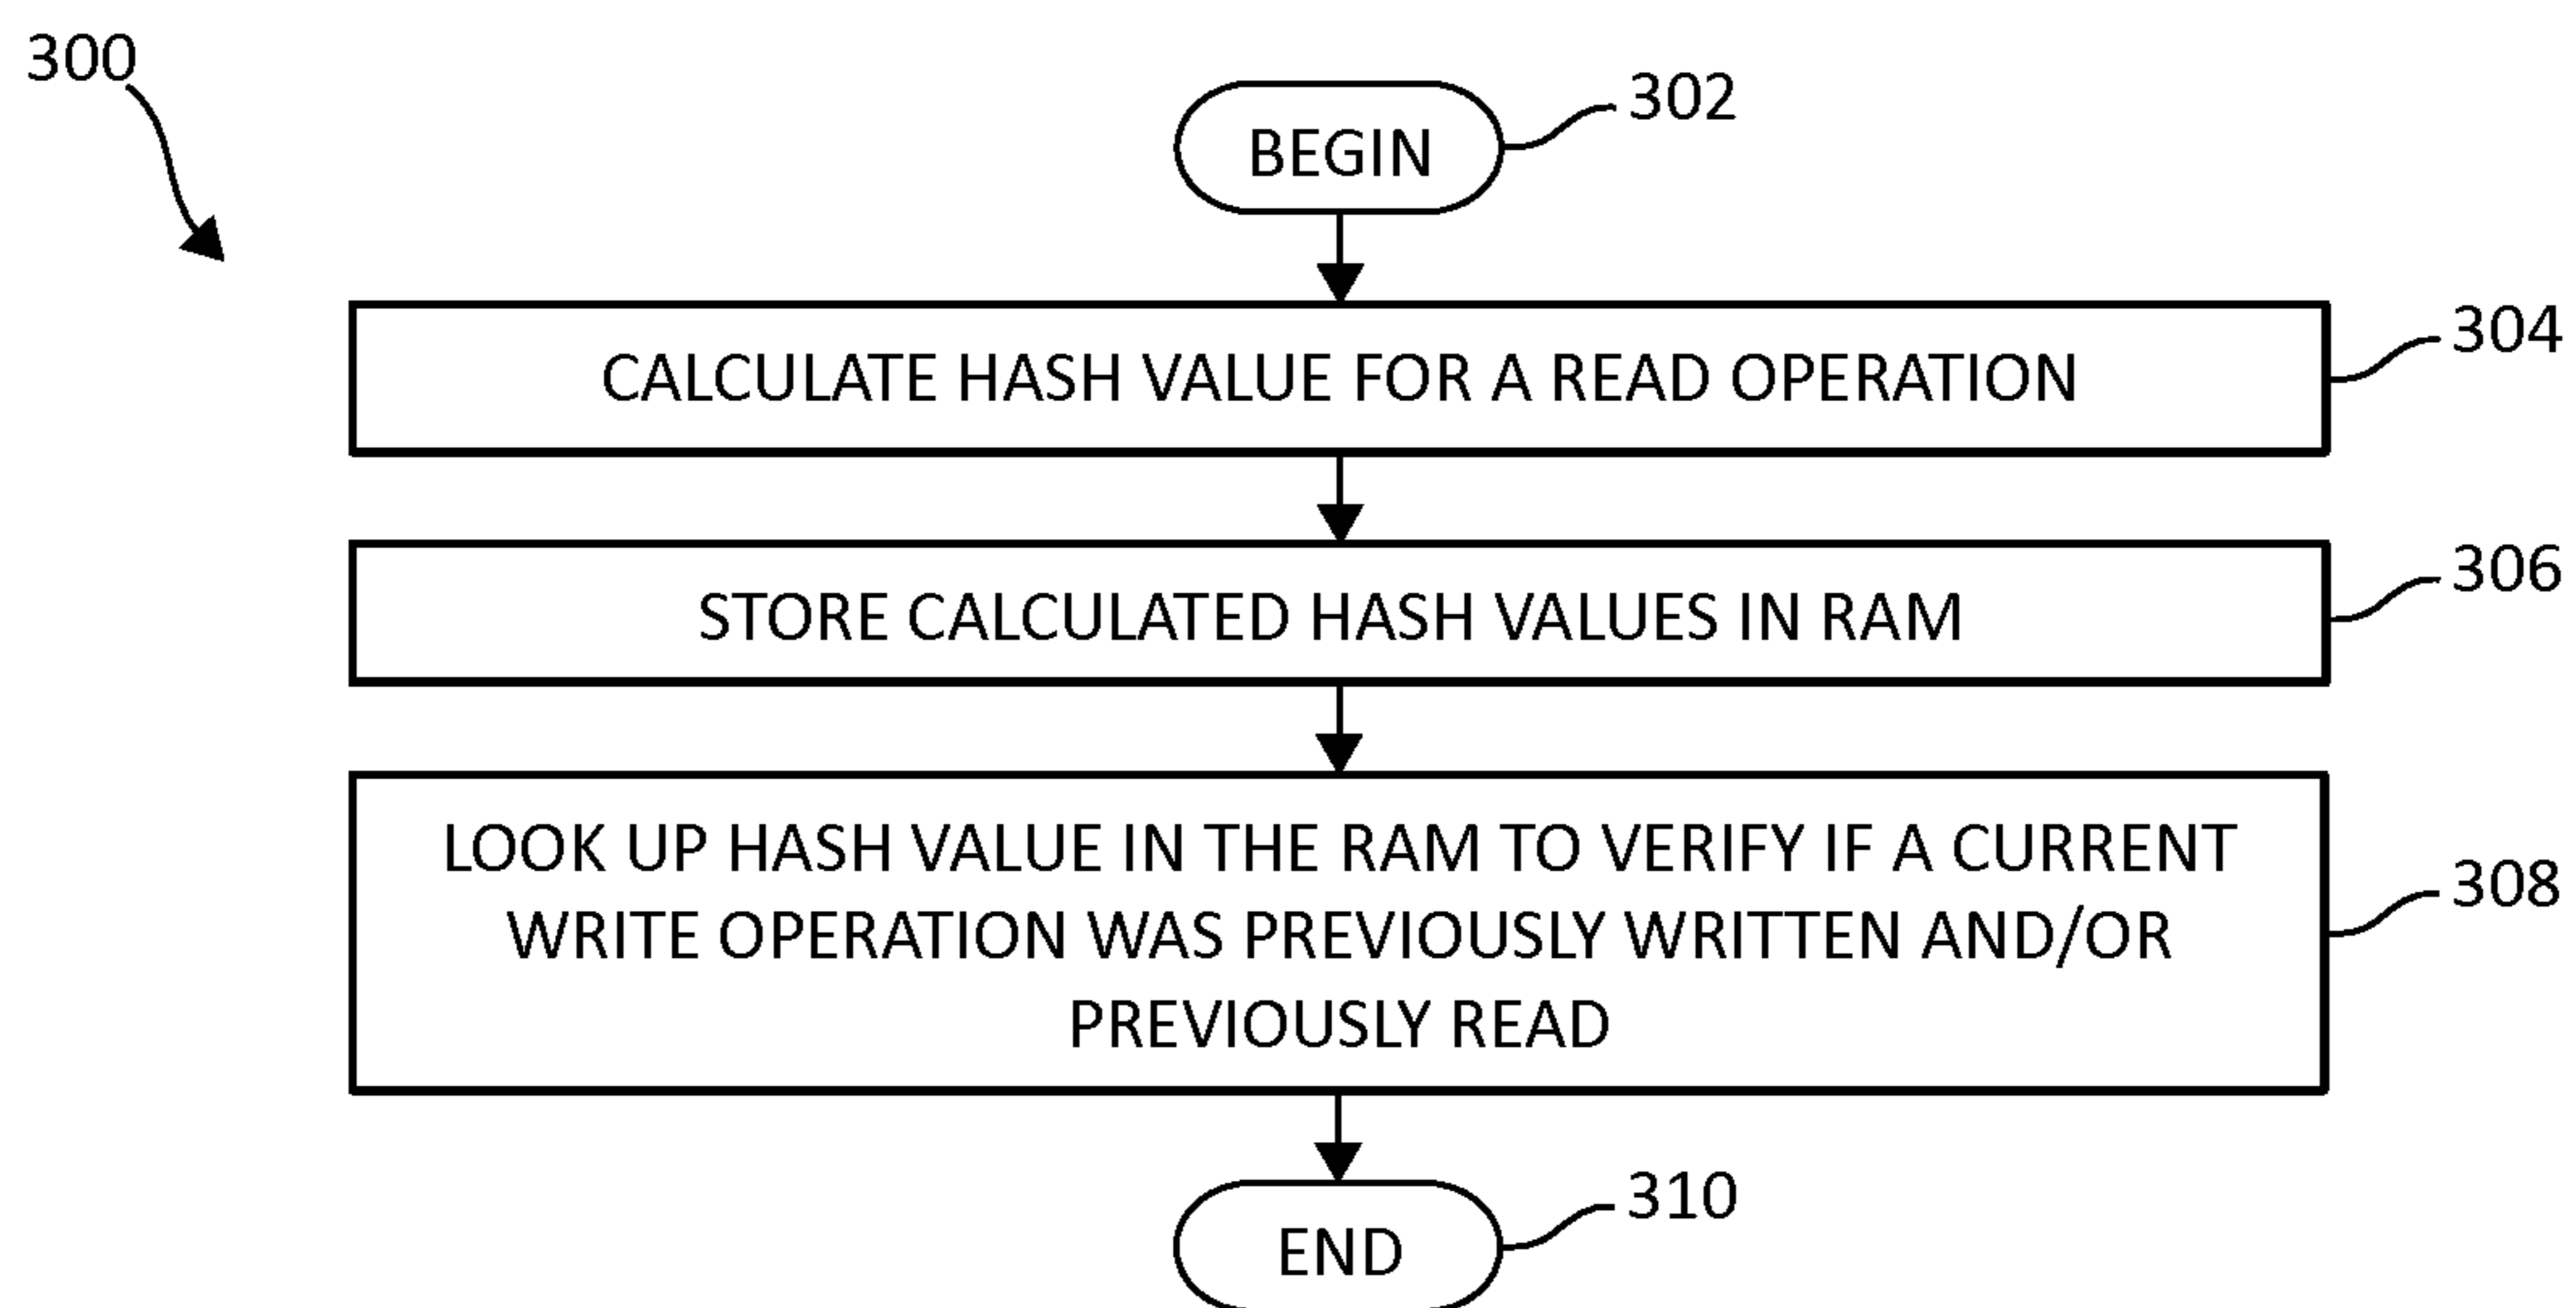 300
BEGIN
302
CALCULATE HASH VALUE FOR A READ OPERATION
304
STORE CALCULATED HASH VALUES IN RAM
306
LOOK UP HASH VALUE IN THE RAM TO VERIFY IF A CURRENT
WRITE OPERATION WAS PREVIOUSLY WRITTEN AND/OR
PREVIOUSLY READ
308
END
310